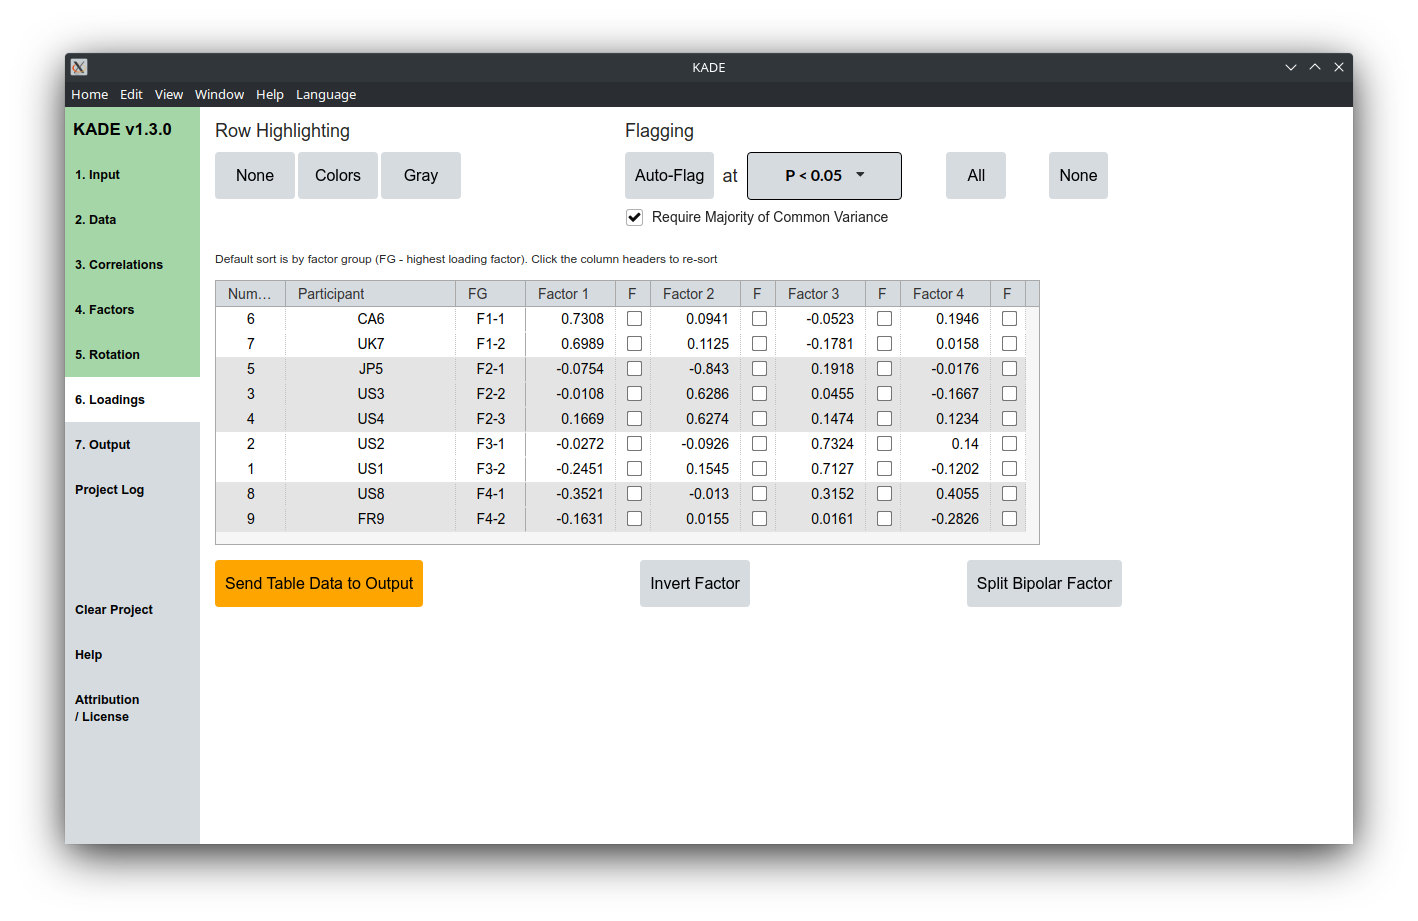 KADE
Home Edit View Window Help Language
KADE v1.3.0
1. Input
2. Data
3. Correlations
4. Factors
5. Rotation
6. Loadings
7. Output
Project Log
Clear Project
Help
Attribution
/ License
Row Highlighting
None Colors Gray
Flagging
Auto-Flag at P < 0.05 All None
Require Majority of Common Variance
Default sort is by factor group (FG - highest loading factor). Click the column headers to re-sort
Num… Participant FG Factor 1 F Factor 2 F Factor 3 F Factor 4 F
6 CA6 F1-1 0.7308 0.0941 -0.0523 0.1946
7 UK7 F1-2 0.6989 0.1125 -0.1781 0.0158
5 JP5 F2-1 -0.0754 -0.843 0.1918 -0.0176
3 US3 F2-2 -0.0108 0.6286 0.0455 -0.1667
4 US4 F2-3 0.1669 0.6274 0.1474 0.1234
2 US2 F3-1 -0.0272 -0.0926 0.7324 0.14
1 US1 F3-2 -0.2451 0.1545 0.7127 -0.1202
8 US8 F4-1 -0.3521 -0.013 0.3152 0.4055
9 FR9 F4-2 -0.1631 0.0155 0.0161 -0.2826
Send Table Data to Output Invert Factor Split Bipolar Factor